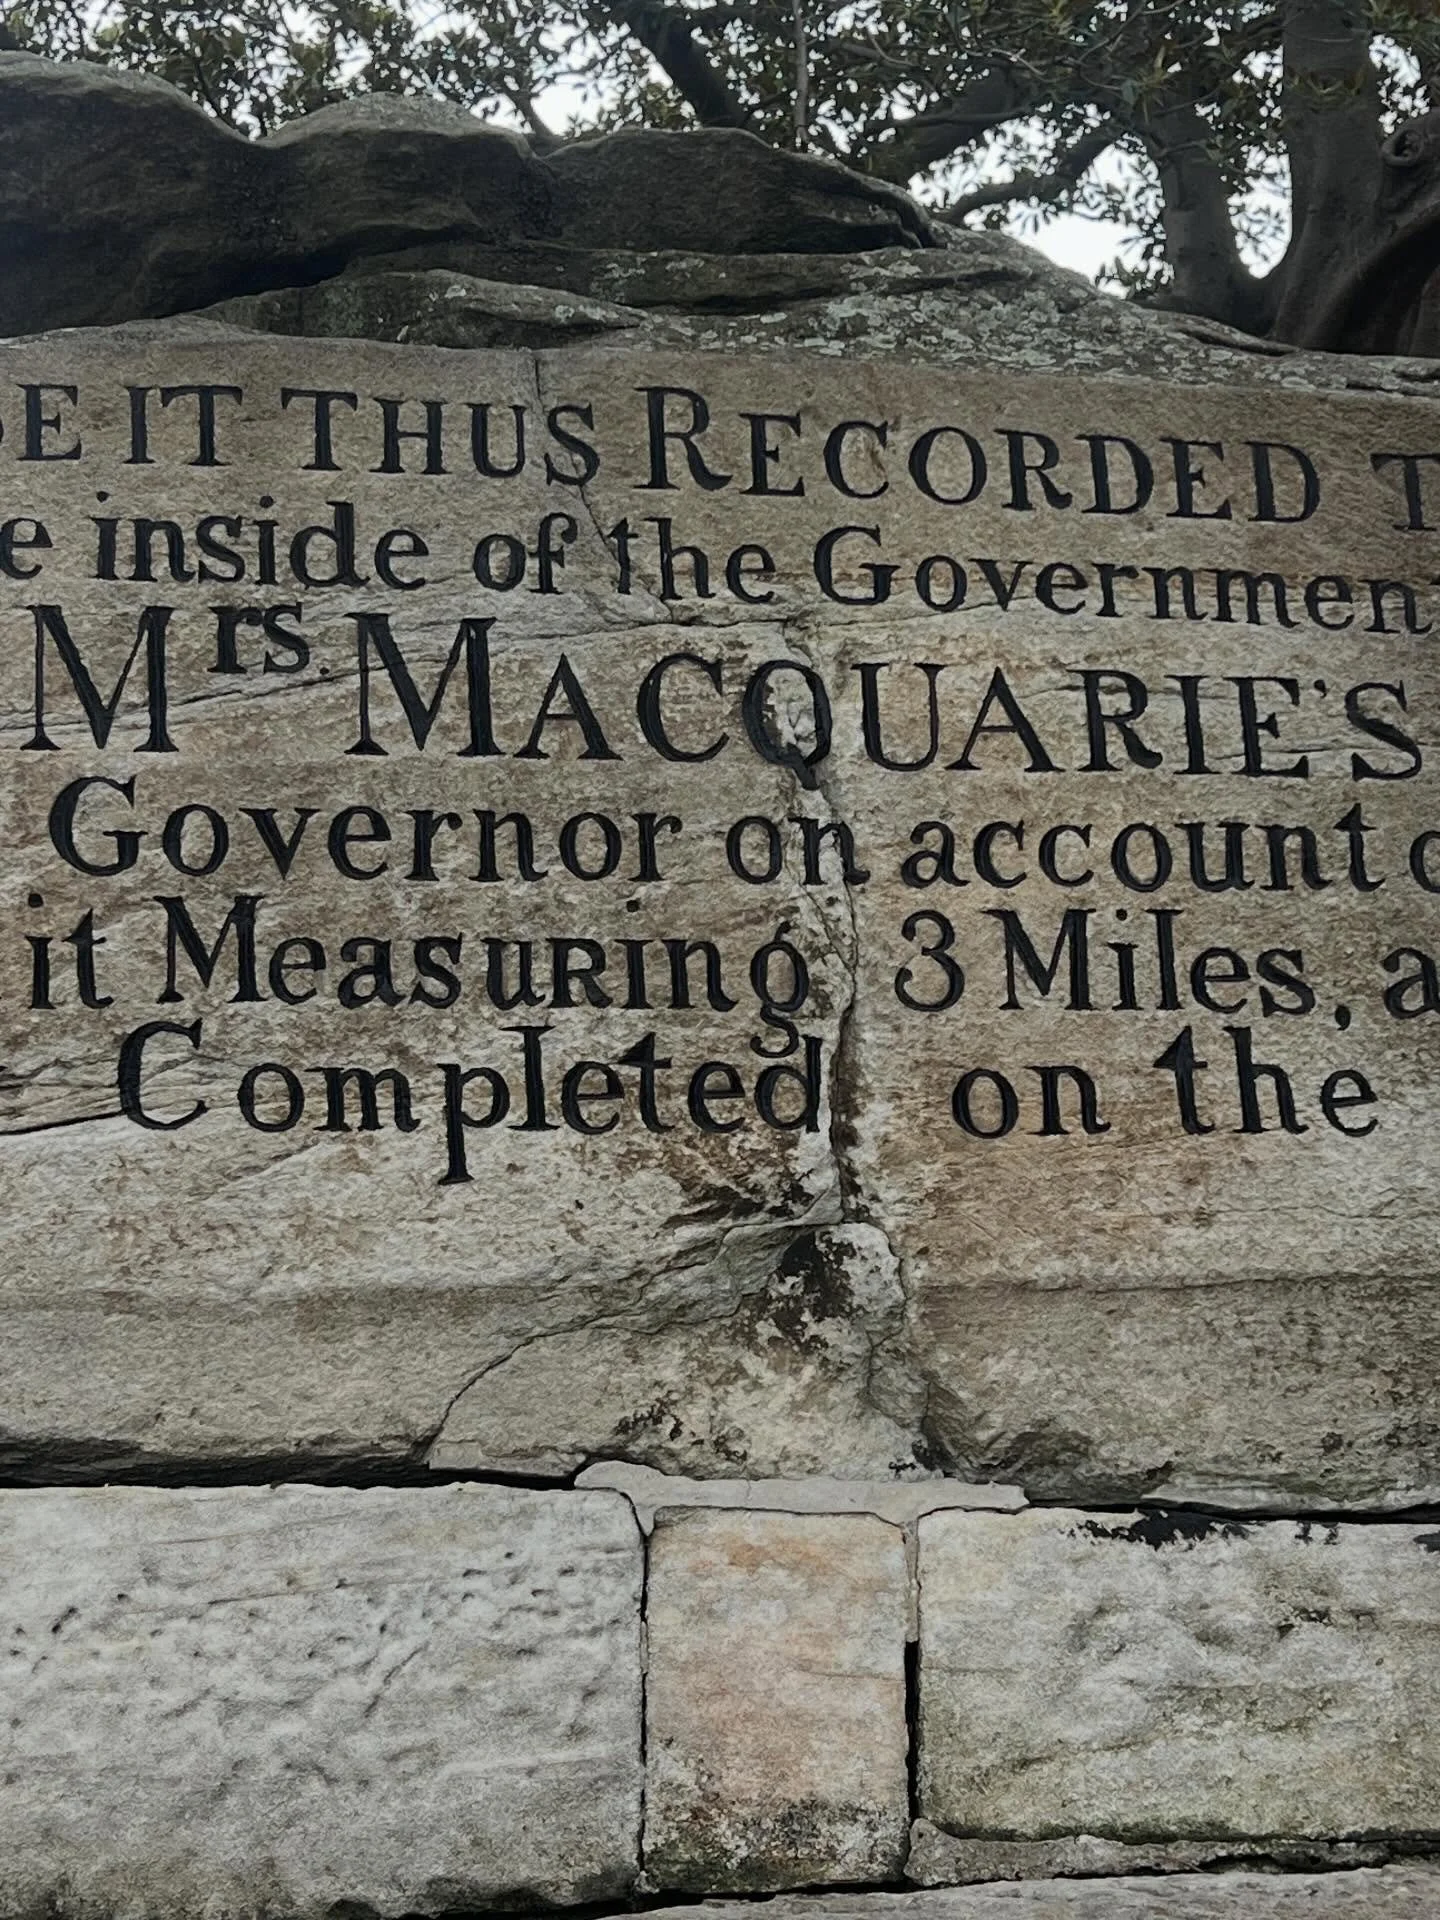 BE IT THUS RECORDED T
e inside of the Governmen
Mrs. MACQUARIE'S
Governor on account o
it MeasuRing 3 Miles, a
Completed on the